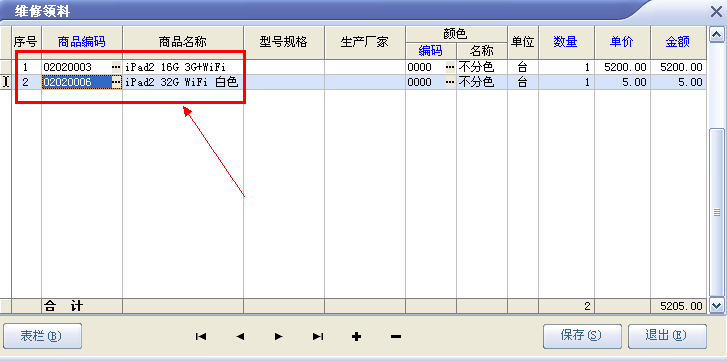 维修领料
序号 商品编码 商品名称 型号规格 生产厂家 颜色 单位 数量 单价 金额
编码 名称
1 02020003 ... iPad2 16G 3G+WiFi 0000 ... 不分色 台 1 5200.00 5200.00
2 02020006 ... iPad2 32G WiFi 白色 0000 ... 不分色 台 1 5.00 5.00
合 计 2 5205.00
表栏(B) 保存(S) 退出(E)